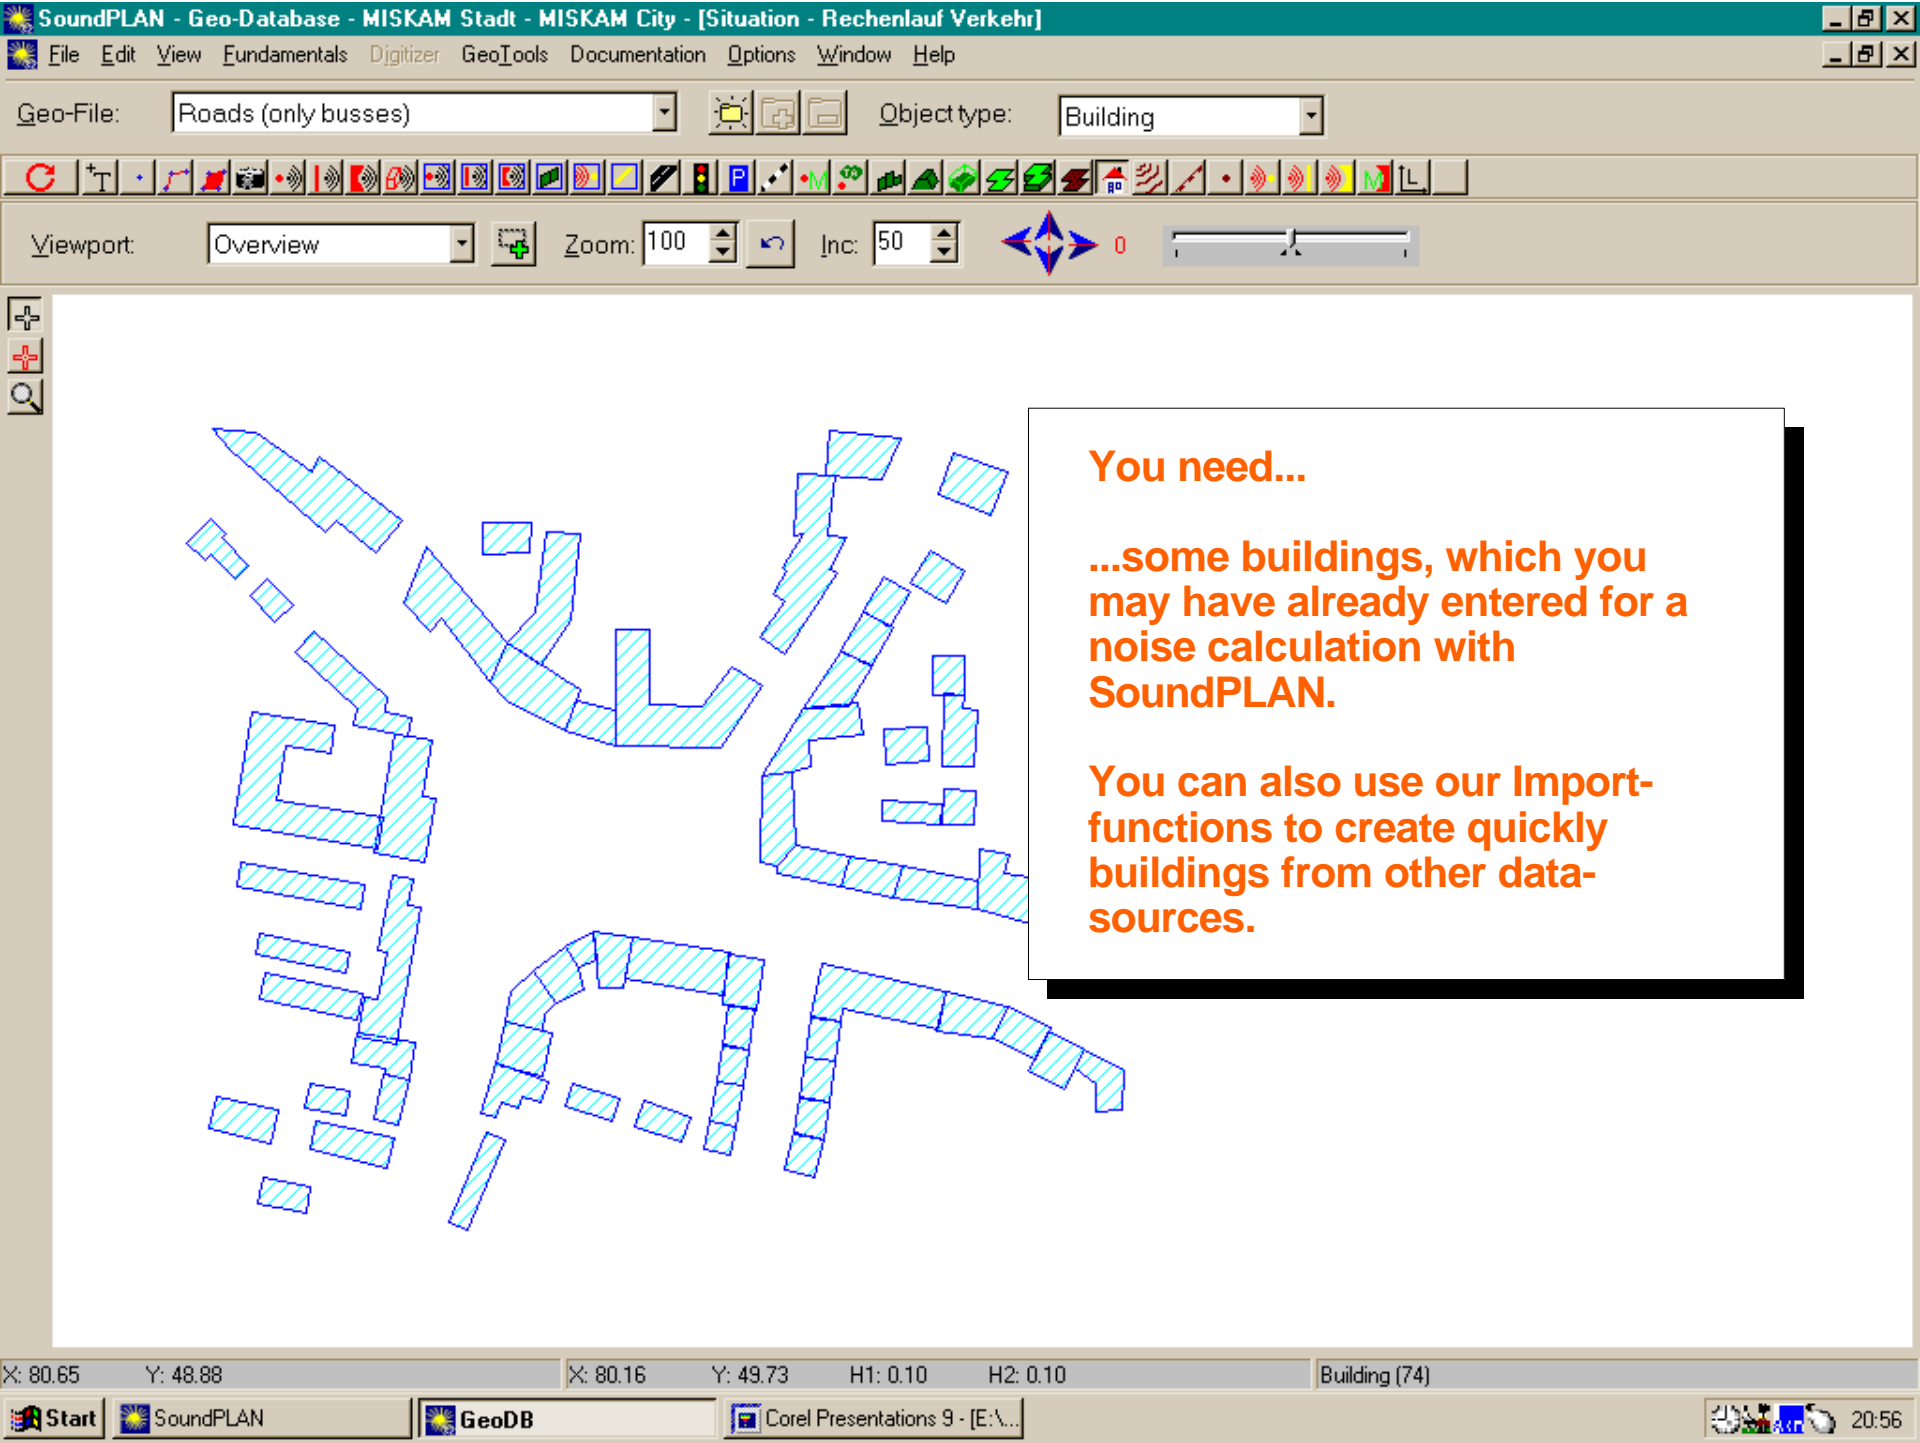 SoundPLAN - Geo-Database - MISKAM Stadt - MISKAM City - [Situation - Rechenlauf Verkehr]
File Edit View Fundamentals Digitizer GeoTools Documentation Options Window Help
Geo-File: Roads (only busses) Object type: Building
Viewport: Overview Zoom: 100 Inc: 50 0
You need...
...some buildings, which you
may have already entered for a
noise calculation with
SoundPLAN.
You can also use our Import-
functions to create quickly
buildings from other data-
sources.
X: 80.65 Y: 48.88 X: 80.16 Y: 49.73 H1: 0.10 H2: 0.10 Building (74)
Start SoundPLAN GeoDB Corel Presentations 9 - [E:\... 20:56